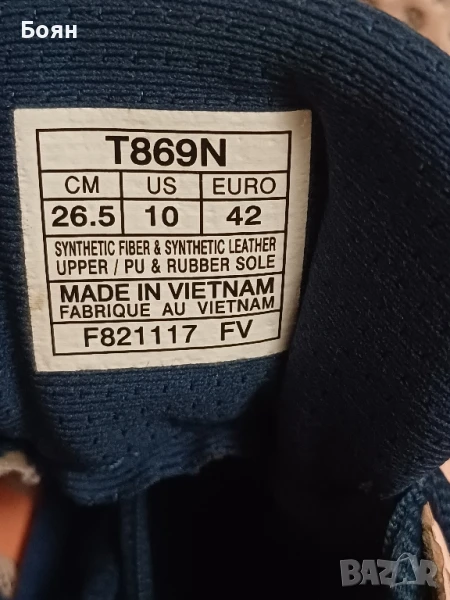 Боян
T869N
CM US EURO
26.5 10 42
SYNTHETIC FIBER & SYNTHETIC LEATHER
UPPER / PU & RUBBER SOLE
MADE IN VIETNAM
FABRIQUE AU VIETNAM
F821117 FV
BAZAR